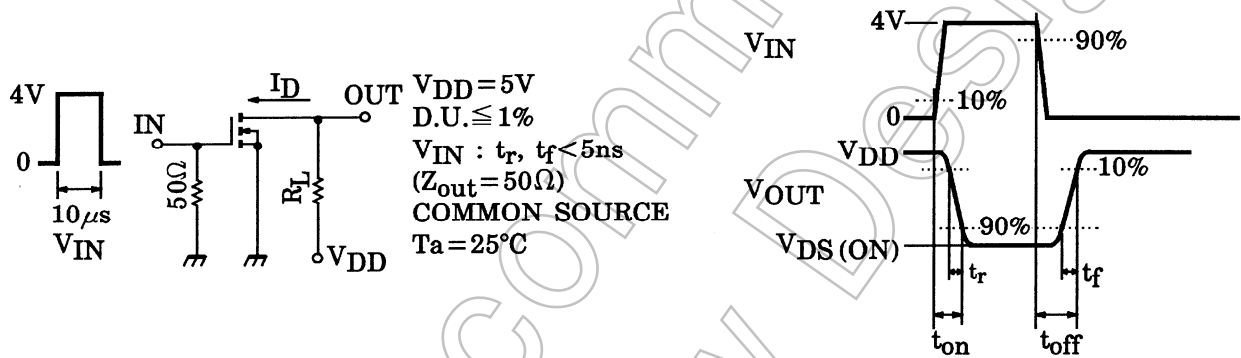 4V
0
10μs
VIN
IN
50Ω
ID
OUT
RL
VDD
VDD=5V
D.U.≦1%
VIN : tr, tf<5ns
(Zout=50Ω)
COMMON SOURCE
Ta=25°C
VIN
4V
90%
10%
0
VDD
10%
VOUT
90%
VDS (ON)
tr
tf
ton
toff
comm
Desi